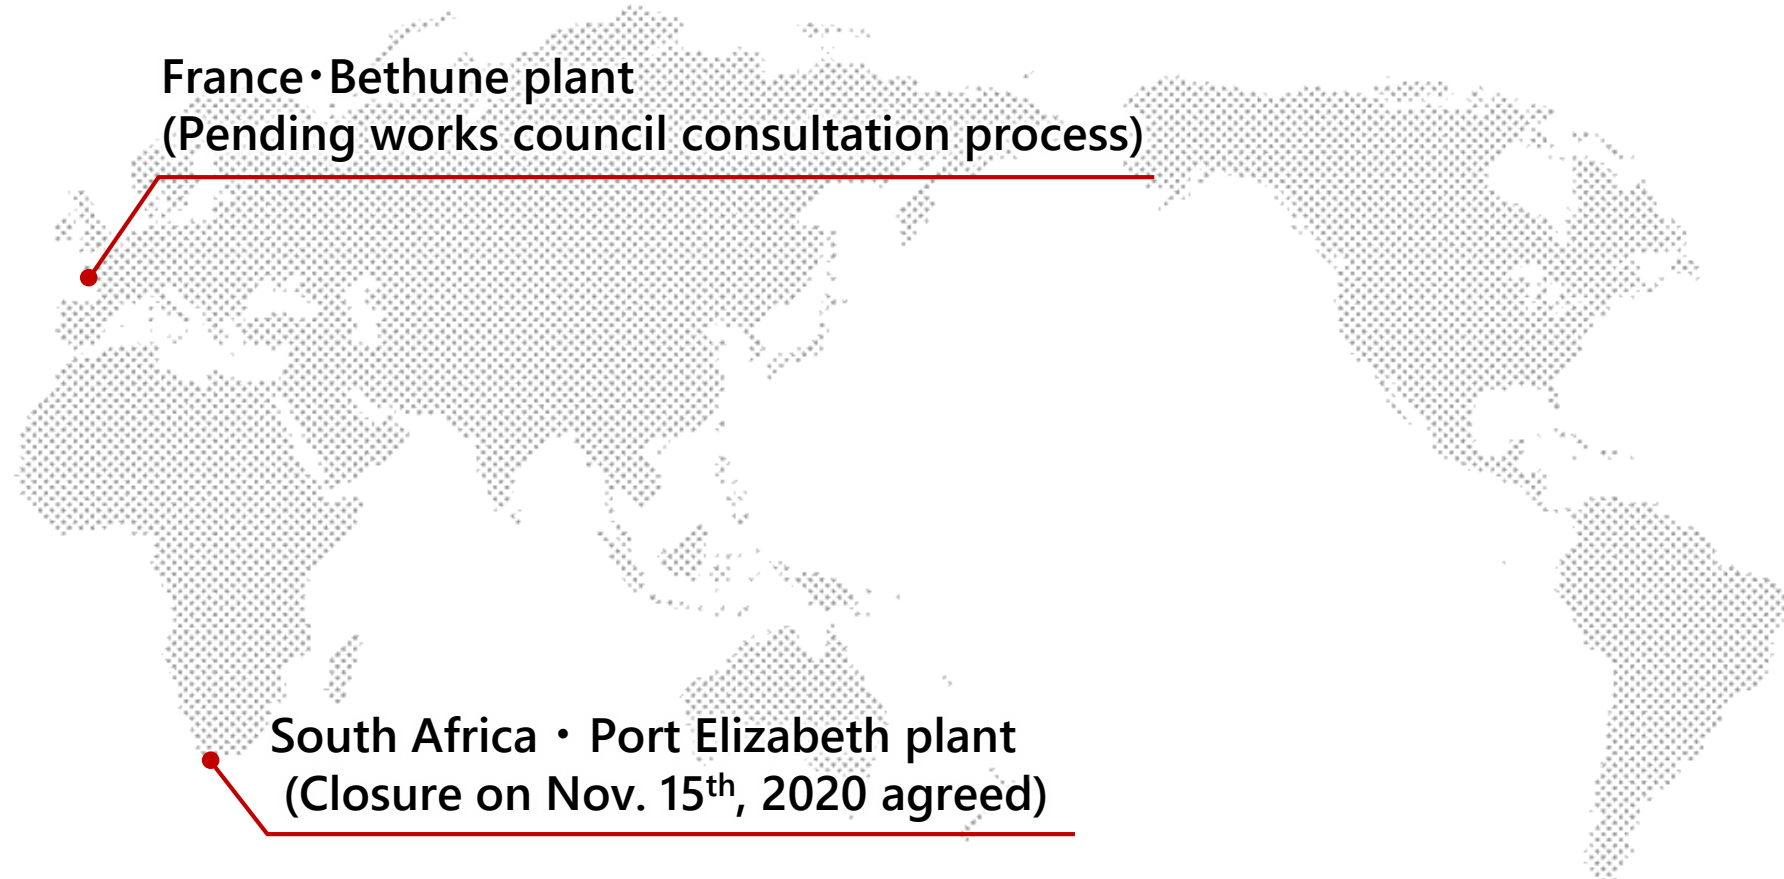 France・Bethune plant
(Pending works council consultation process)
South Africa・ Port Elizabeth plant
(Closure on Nov. 15th, 2020 agreed)